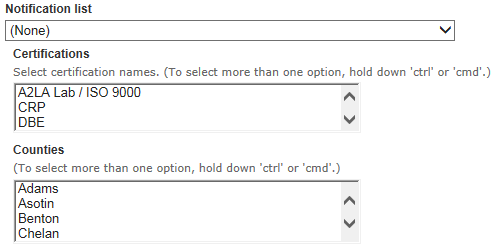 Notification list
(None)
Certifications
Select certification names. (To select more than one option, hold down 'ctrl' or 'cmd'.)
A2LA Lab / ISO 9000
CRP
DBE
Counties
(To select more than one option, hold down 'ctrl' or 'cmd'.)
Adams
Asotin
Benton
Chelan